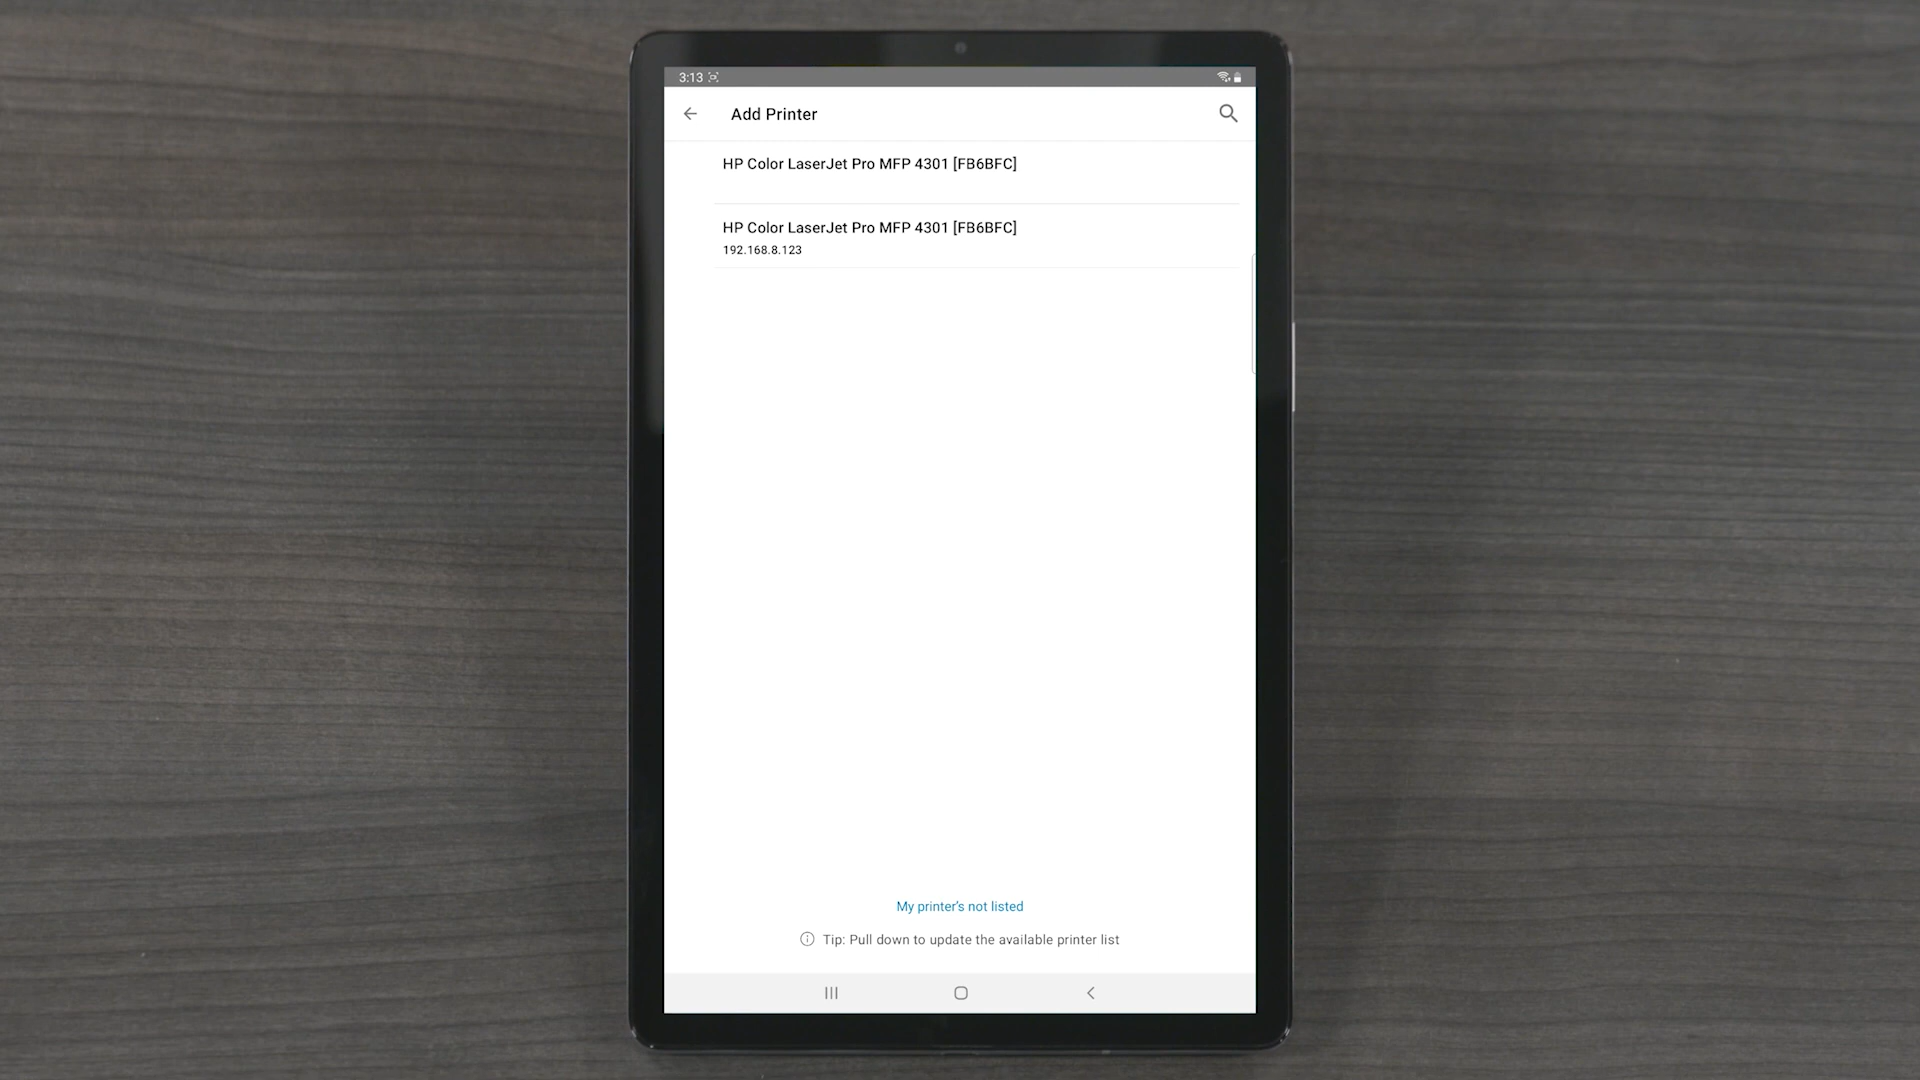 3:13
Add Printer
HP Color LaserJet Pro MFP 4301 [FB6BFC]
HP Color LaserJet Pro MFP 4301 [FB6BFC]
192.168.8.123
My printer's not listed
Tip: Pull down to update the available printer list